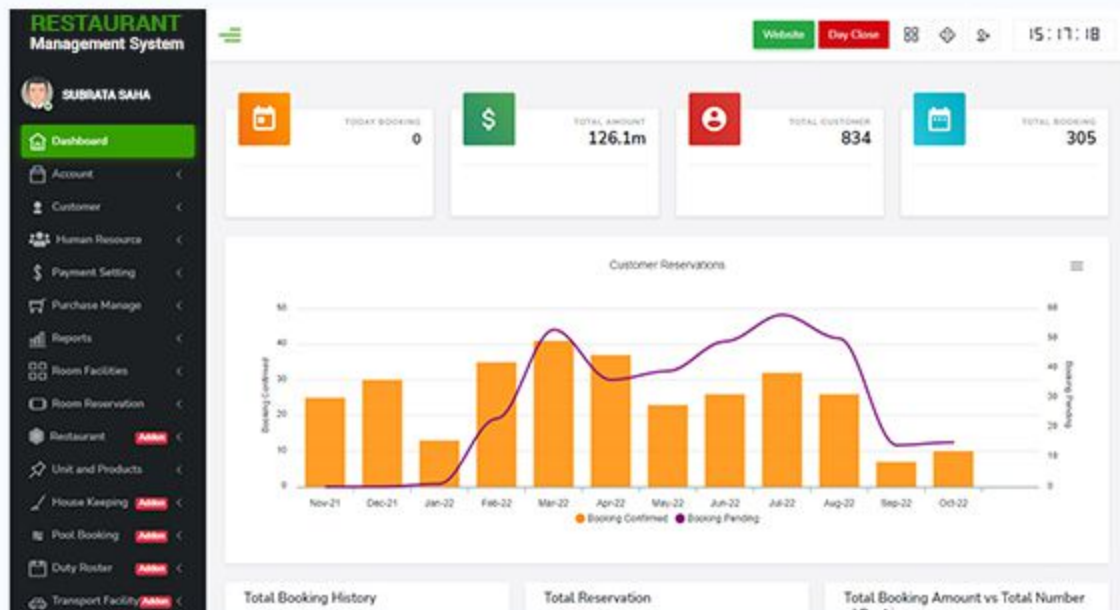 RESTAURANT
Management System
SUBRATA SAHA
Dashboard
Account
Customer
Human Resource
Payment Setting
Purchase Manage
Reports
Room Facilities
Room Reservation
Restaurant Addon
Unit and Products
House Keeping Addon
Pool Booking Addon
Duty Roster Addon
Transport Facility Addon
Website Day Close 15:17:18
TODAY BOOKING
0
TOTAL AMOUNT
126.1m
TOTAL CUSTOMER
834
TOTAL BOOKING
305
Customer Reservations
Booking Confirmed
50
40
30
20
10
0
60
50
40
30
20
10
0
Booking Pending
Nov-21 Dec-21 Jan-22 Feb-22 Mar-22 Apr-22 May-22 Jun-22 Jul-22 Aug-22 Sep-22 Oct-22
Booking Confirmed Booking Pending
Total Booking History
Total Reservation
Total Booking Amount vs Total Number